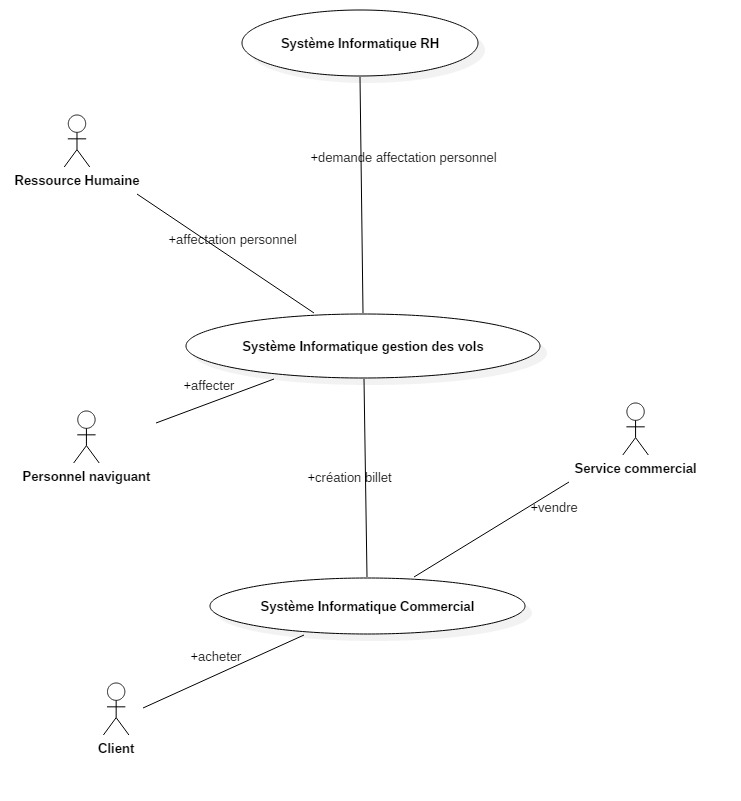 Système Informatique RH
+demande affectation personnel
Ressource Humaine
+affectation personnel
Système Informatique gestion des vols
+affecter
Personnel naviguant
Service commercial
+création billet
+vendre
Système Informatique Commercial
+acheter
Client